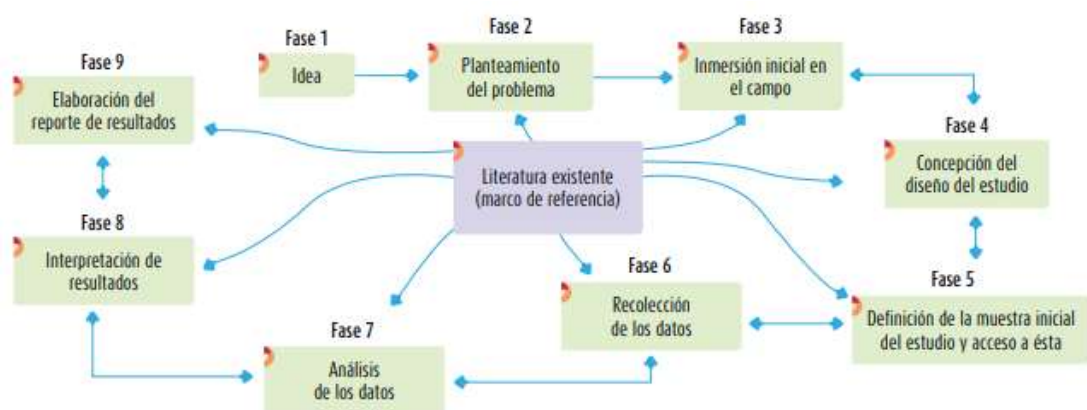 Fase 1
Idea
Fase 2
Planteamiento
del problema
Fase 3
Inmersión inicial en
el campo
Fase 4
Concepción del
diseño del estudio
Fase 5
Definición de la muestra inicial
del estudio y acceso a ésta
Fase 6
Recolección
de los datos
Fase 7
Análisis
de los datos
Fase 8
Interpretación de
resultados
Fase 9
Elaboración del
reporte de resultados
Literatura existente
(marco de referencia)